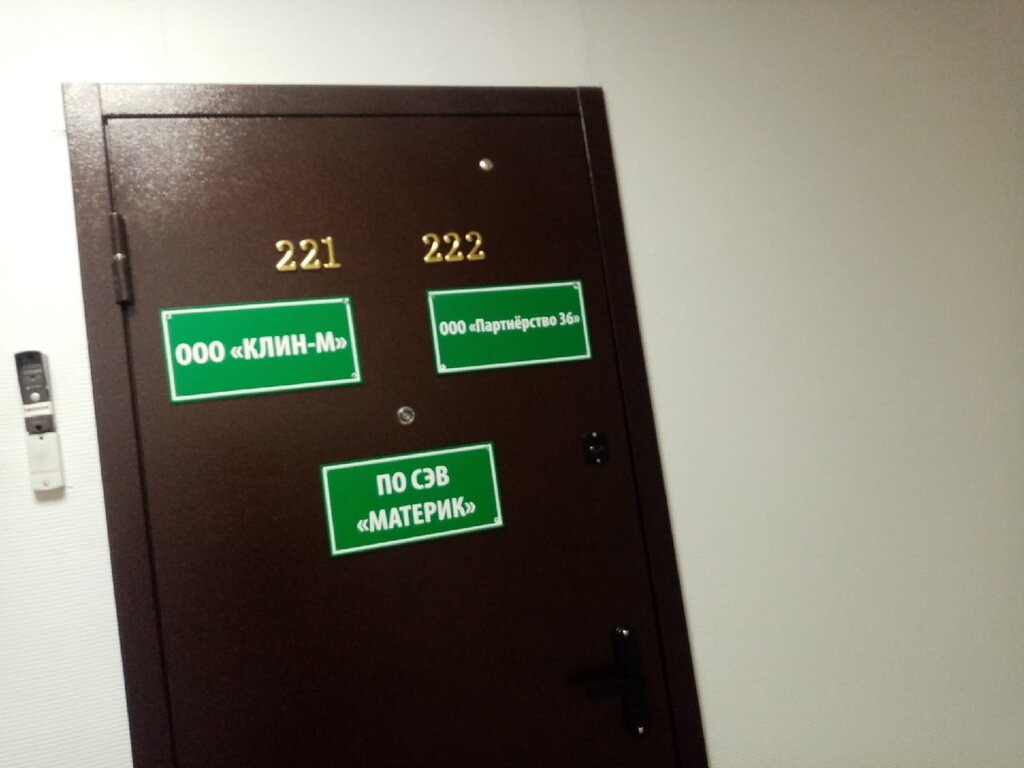 221
222
ООО «КЛИН-М»
ООО «Партнёрство 36»
ПО СЭВ
«МАТЕРИК»